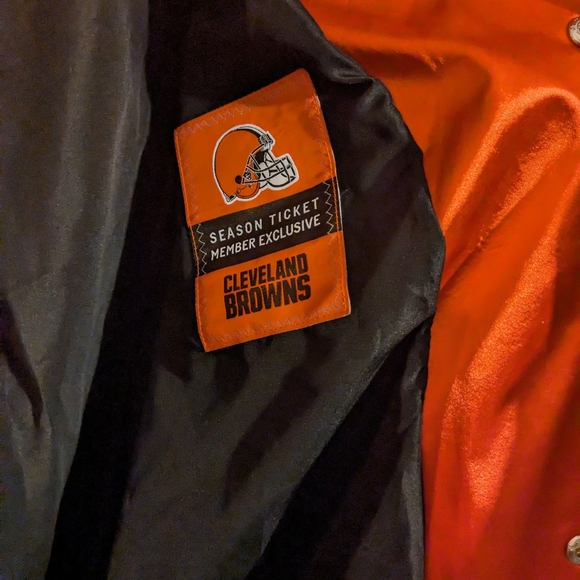 SEASON TICKET
MEMBER EXCLUSIVE
CLEVELAND
BROWNS